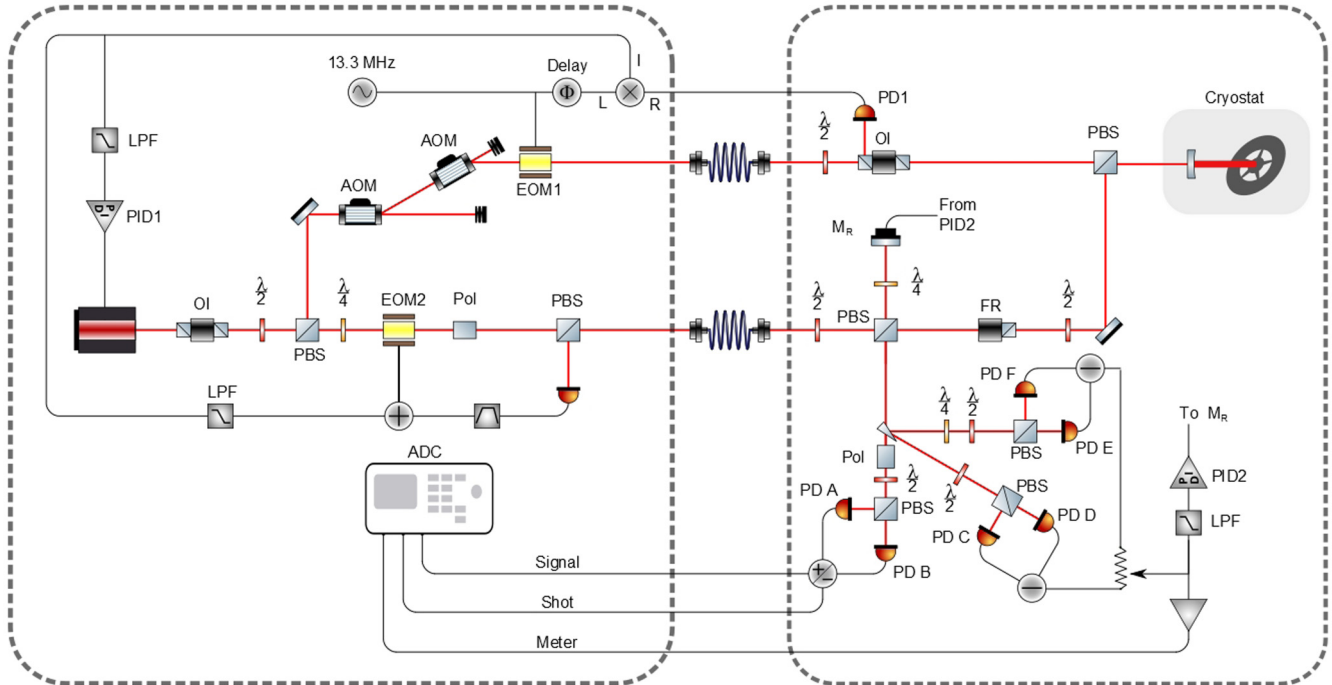 13.3 MHz
Delay
I
L
R
PD1
Cryostat
LPF
AOM
λ
2
OI
PBS
EOM1
AOM
PID1
From
PID2
M_R
λ
4
OI
λ
2
λ
4
EOM2
Pol
PBS
λ
2
PBS
FR
λ
2
PBS
LPF
PD F
λ
4
λ
2
To M_R
PBS
PD E
ADC
Pol
PID2
λ
2
λ
2
PBS
PD A
PBS
PD D
LPF
PD C
PD B
Signal
Shot
Meter